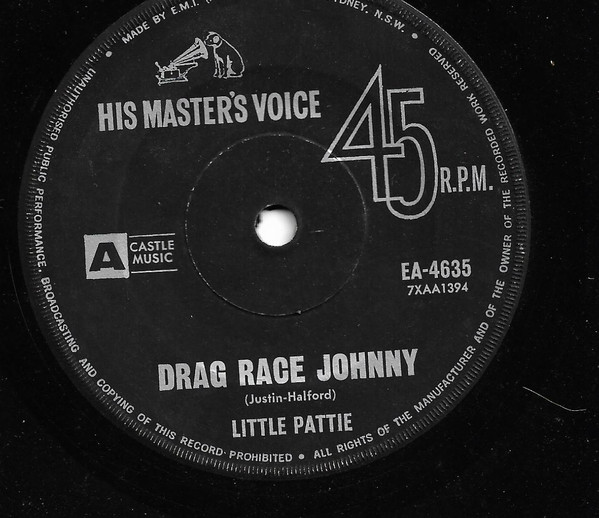 MADE BY E.M.I.
SYDNEY, N.S.W.
HIS MASTER'S VOICE
45 R.P.M.
A
CASTLE
MUSIC
EA-4635
7XAA1394
DRAG RACE JOHNNY
(Justin-Halford)
LITTLE PATTIE
ALL RIGHTS OF THE MANUFACTURER AND OF THE OWNER OF THE RECORDED WORK RESERVED
UNAUTHORISED PUBLIC PERFORMANCE, BROADCASTING AND COPYING OF THIS RECORD PROHIBITED